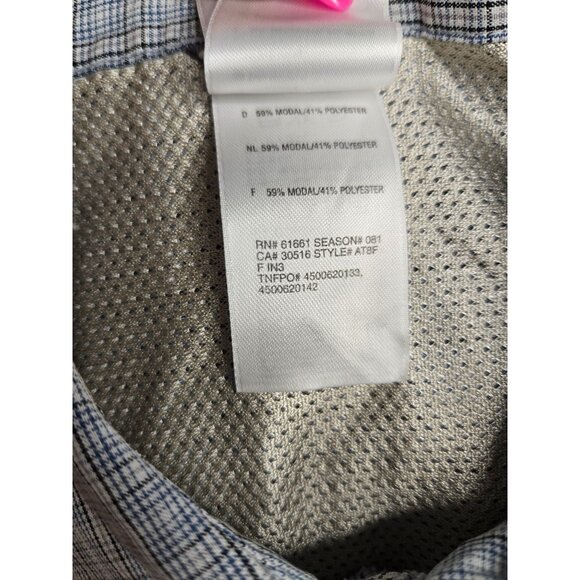 D 59% MODAL/41% POLYESTER
NL 59% MODAL/41% POLYESTER
F 59% MODAL/41% POLYESTER
RN# 61661 SEASON# 081
CA# 30516 STYLE# AT8F
F IN3
TNFPO# 4500620133,
4500620142